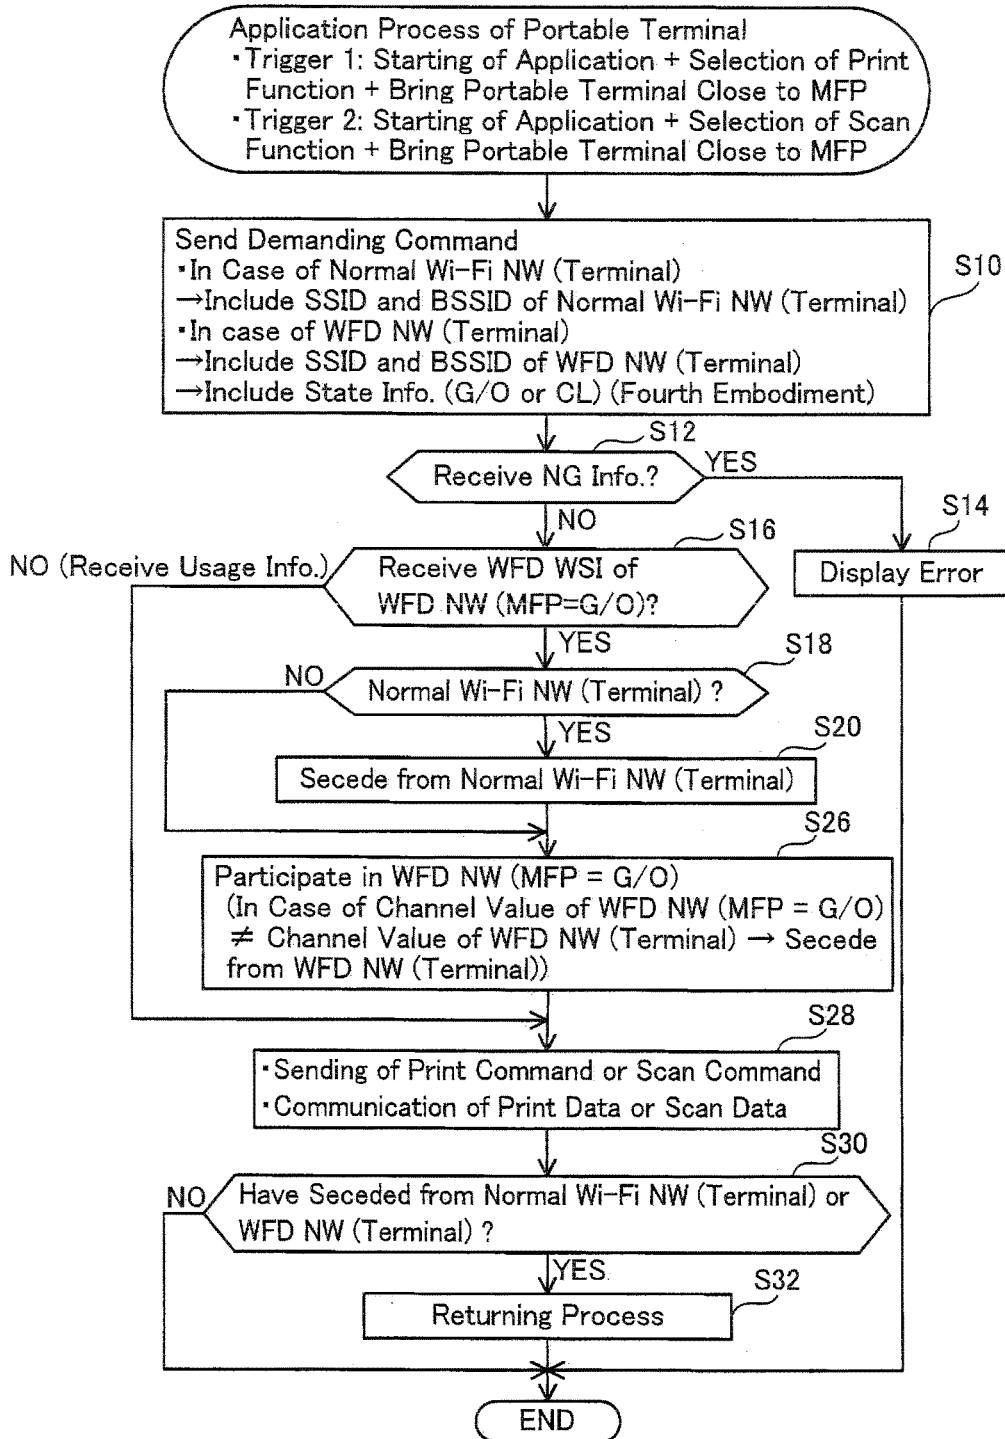 Application Process of Portable Terminal
・Trigger 1: Starting of Application + Selection of Print
Function + Bring Portable Terminal Close to MFP
・Trigger 2: Starting of Application + Selection of Scan
Function + Bring Portable Terminal Close to MFP
Send Demanding Command
・In Case of Normal Wi-Fi NW (Terminal)
→Include SSID and BSSID of Normal Wi-Fi NW (Terminal)
・In case of WFD NW (Terminal)
→Include SSID and BSSID of WFD NW (Terminal)
→Include State Info. (G/O or CL) (Fourth Embodiment)
S10
S12
Receive NG Info.?
YES
NO
S14
Display Error
S16
NO (Receive Usage Info.)
Receive WFD WSI of
WFD NW (MFP=G/O)?
YES
S18
NO
Normal Wi-Fi NW (Terminal) ?
YES
S20
Secede from Normal Wi-Fi NW (Terminal)
S26
Participate in WFD NW (MFP = G/O)
(In Case of Channel Value of WFD NW (MFP = G/O)
≠ Channel Value of WFD NW (Terminal) → Secede
from WFD NW (Terminal))
S28
・Sending of Print Command or Scan Command
・Communication of Print Data or Scan Data
S30
NO
Have Seceded from Normal Wi-Fi NW (Terminal) or
WFD NW (Terminal) ?
YES
S32
Returning Process
END